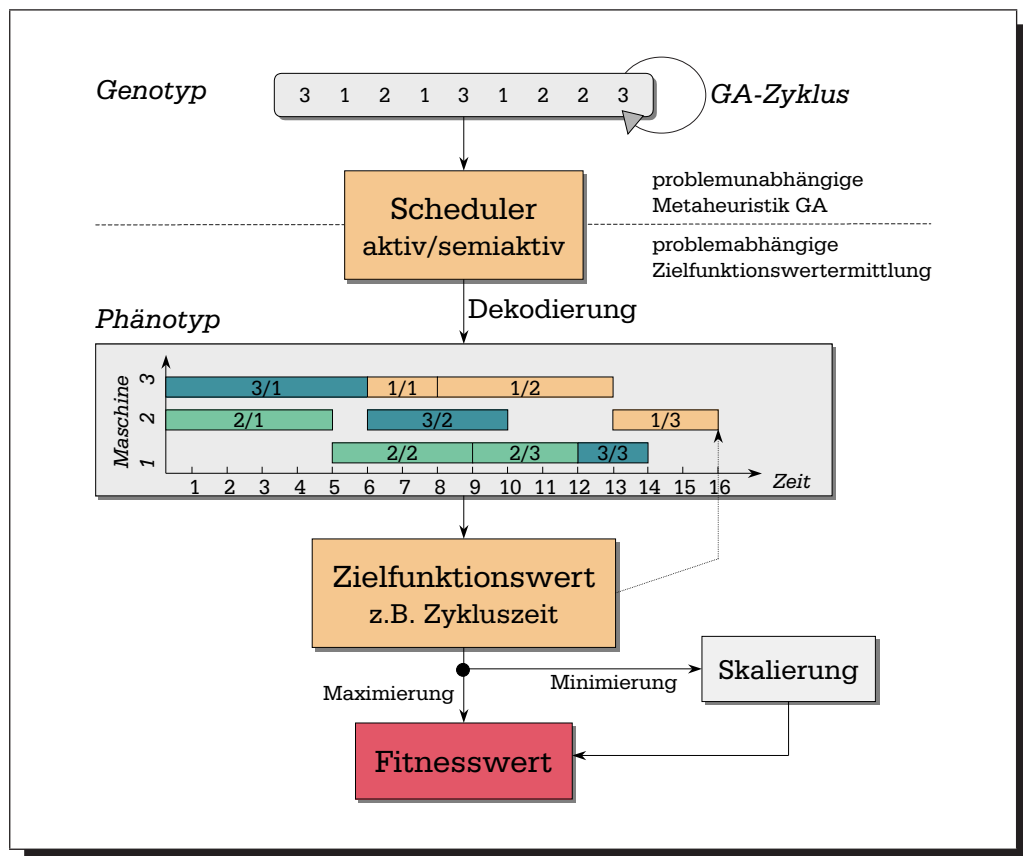 Genotyp
3 1 2 1 3 1 2 2 3
GA-Zyklus
Scheduler
aktiv/semiaktiv
problemunabhängige
Metaheuristik GA
problemabhängige
Zielfunktionswertermittlung
Dekodierung
Phänotyp
Maschine
3
3/1 1/1 1/2
2
2/1 3/2 1/3
1
2/2 2/3 3/3
1 2 3 4 5 6 7 8 9 10 11 12 13 14 15 16
Zeit
Zielfunktionswert
z.B. Zykluszeit
Maximierung
Minimierung
Skalierung
Fitnesswert